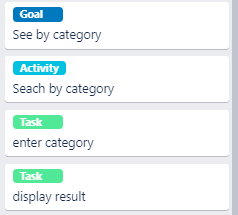 Goal
See by category
Activity
Seach by category
Task
enter category
Task
display result